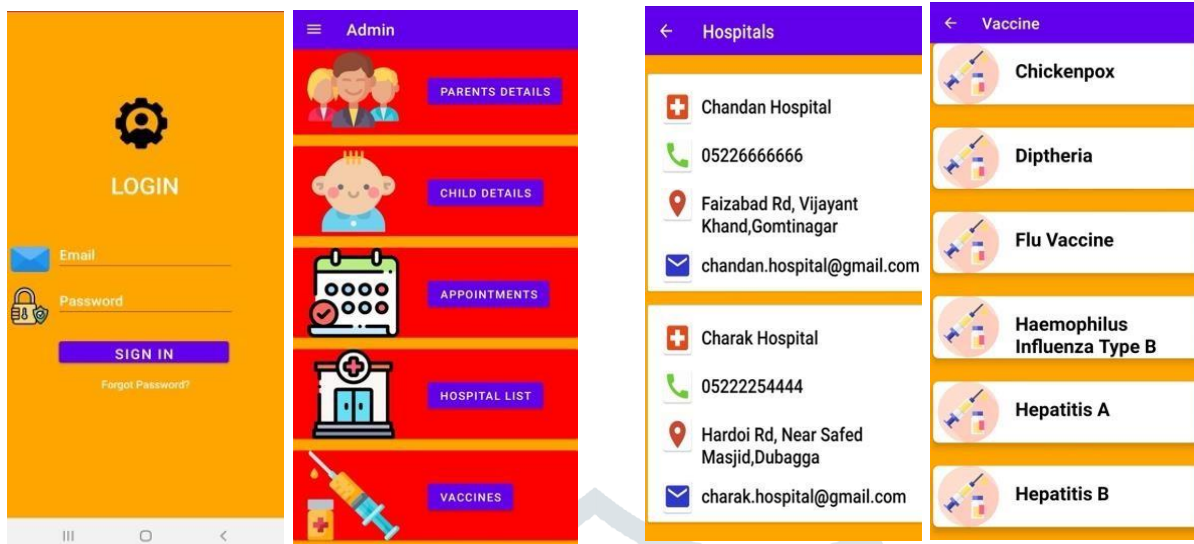 LOGIN
Email
Password
SIGN IN
Forgot Password?
Admin
PARENTS DETAILS
CHILD DETAILS
APPOINTMENTS
HOSPITAL LIST
VACCINES
Hospitals
Chandan Hospital
05226666666
Faizabad Rd, Vijayant
Khand,Gomtinagar
chandan.hospital@gmail.com
Charak Hospital
05222254444
Hardoi Rd, Near Safed
Masjid,Dubagga
charak.hospital@gmail.com
Vaccine
Chickenpox
Diptheria
Flu Vaccine
Haemophilus
Influenza Type B
Hepatitis A
Hepatitis B